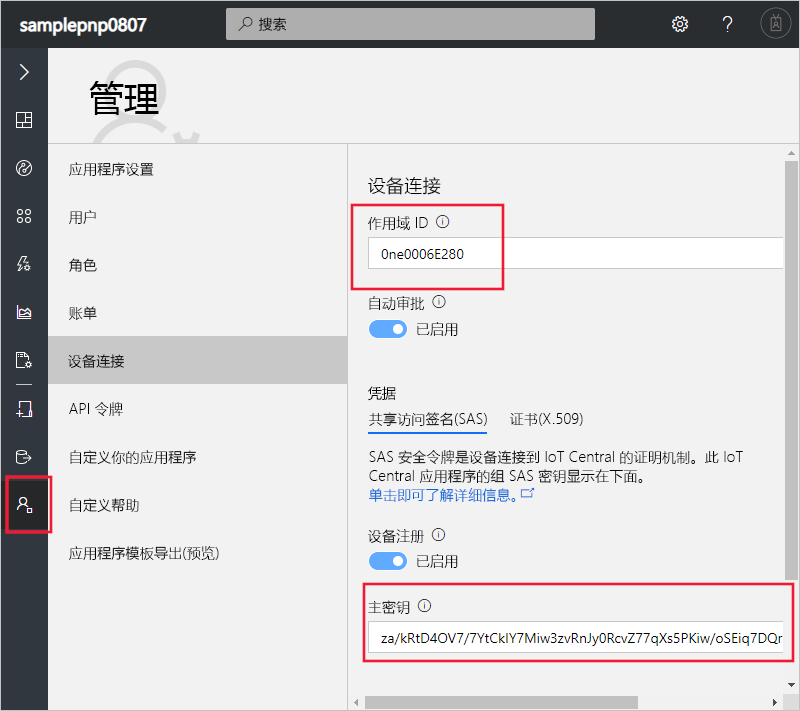 samplepnp0807
搜索
管理
应用程序设置
用户
角色
账单
设备连接
API 令牌
自定义你的应用程序
自定义帮助
应用程序模板导出(预览)
设备连接
作用域 ID
0ne0006E280
自动审批
已启用
凭据
共享访问签名(SAS) 证书(X.509)
SAS 安全令牌是设备连接到 IoT Central 的证明机制。此 IoT
Central 应用程序的组 SAS 密钥显示在下面。
单击即可了解详细信息。
设备注册
已启用
主密钥
za/kRtD4OV7/7YtCkIY7Miw3zvRnJy0RcvZ77qXs5PKiw/oSEiq7DQr